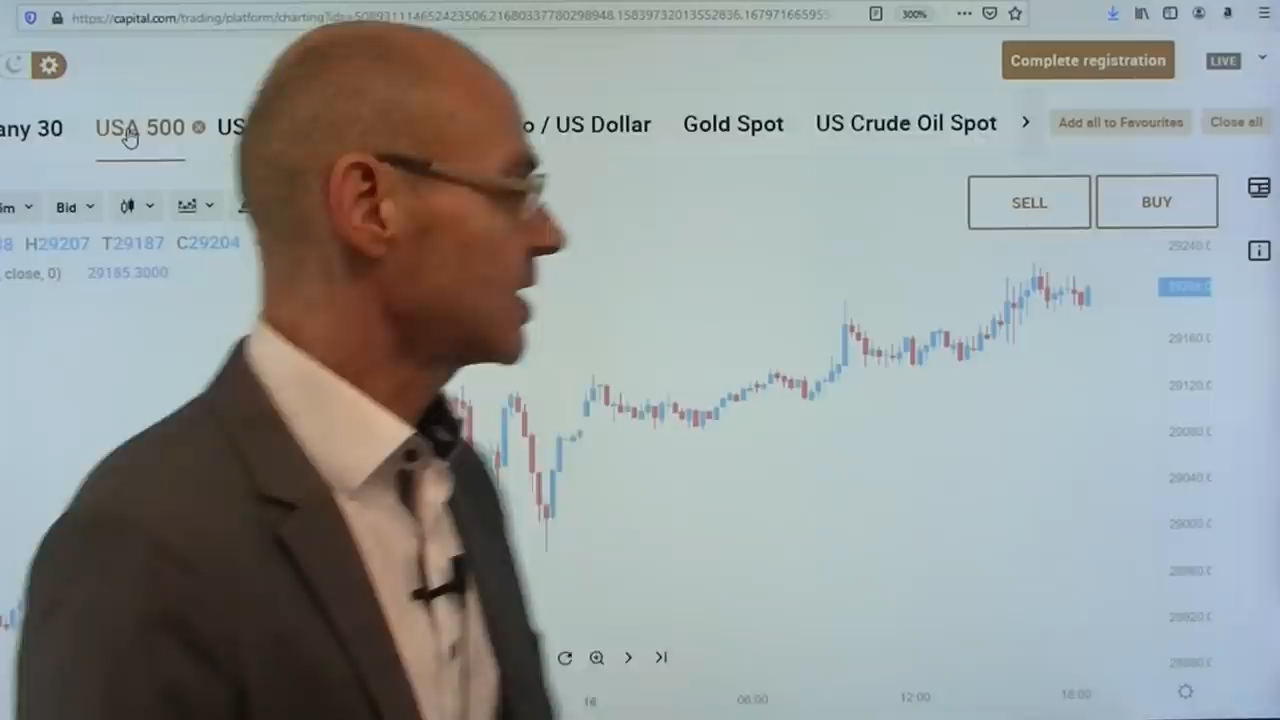 https://capital.com/trading/platform/charting?ids=
300%
Complete registration
LIVE
any 30
USA 500
US
o / US Dollar
Gold Spot
US Crude Oil Spot
Add all to Favourites
Close all
m
Bid
SELL
BUY
H29207 T29187 C29204
close, 0) 29185.3000
29240.0
29160.0
29120.0
29080.0
29040.0
29000.0
28960.0
28920.0
28880.0
16
06:00
12:00
18:00